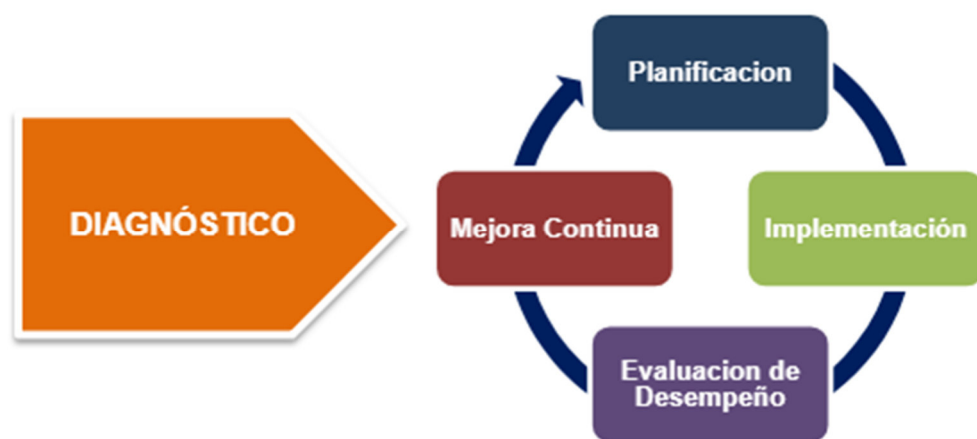 DIAGNÓSTICO
Planificacion
Implementación
Evaluacion de
Desempeño
Mejora Continua